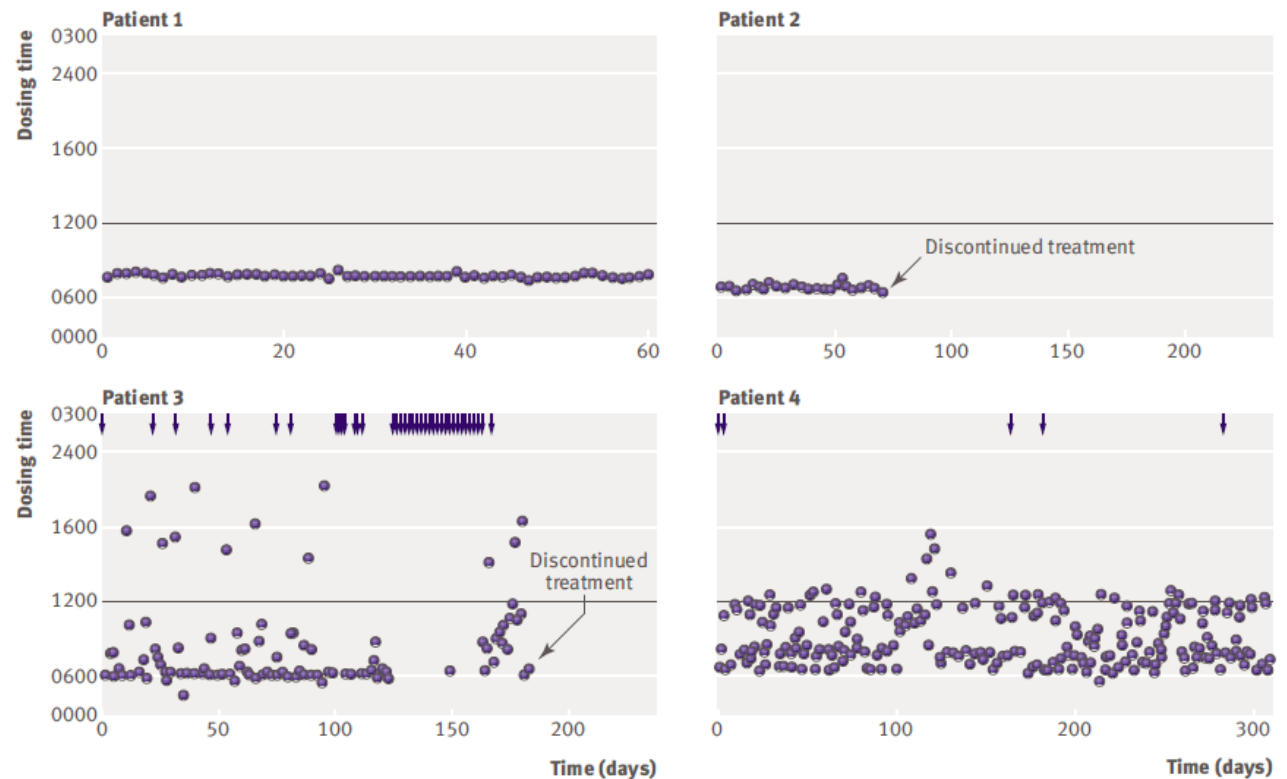 Patient 1
Dosing time
0300
2400
1600
1200
0600
0000
0 20 40 60
Patient 2
Discontinued treatment
0 50 100 150 200
Patient 3
Dosing time
0300
2400
1600
1200
0600
0000
Discontinued
treatment
0 50 100 150 200
Time (days)
Patient 4
0 100 200 300
Time (days)